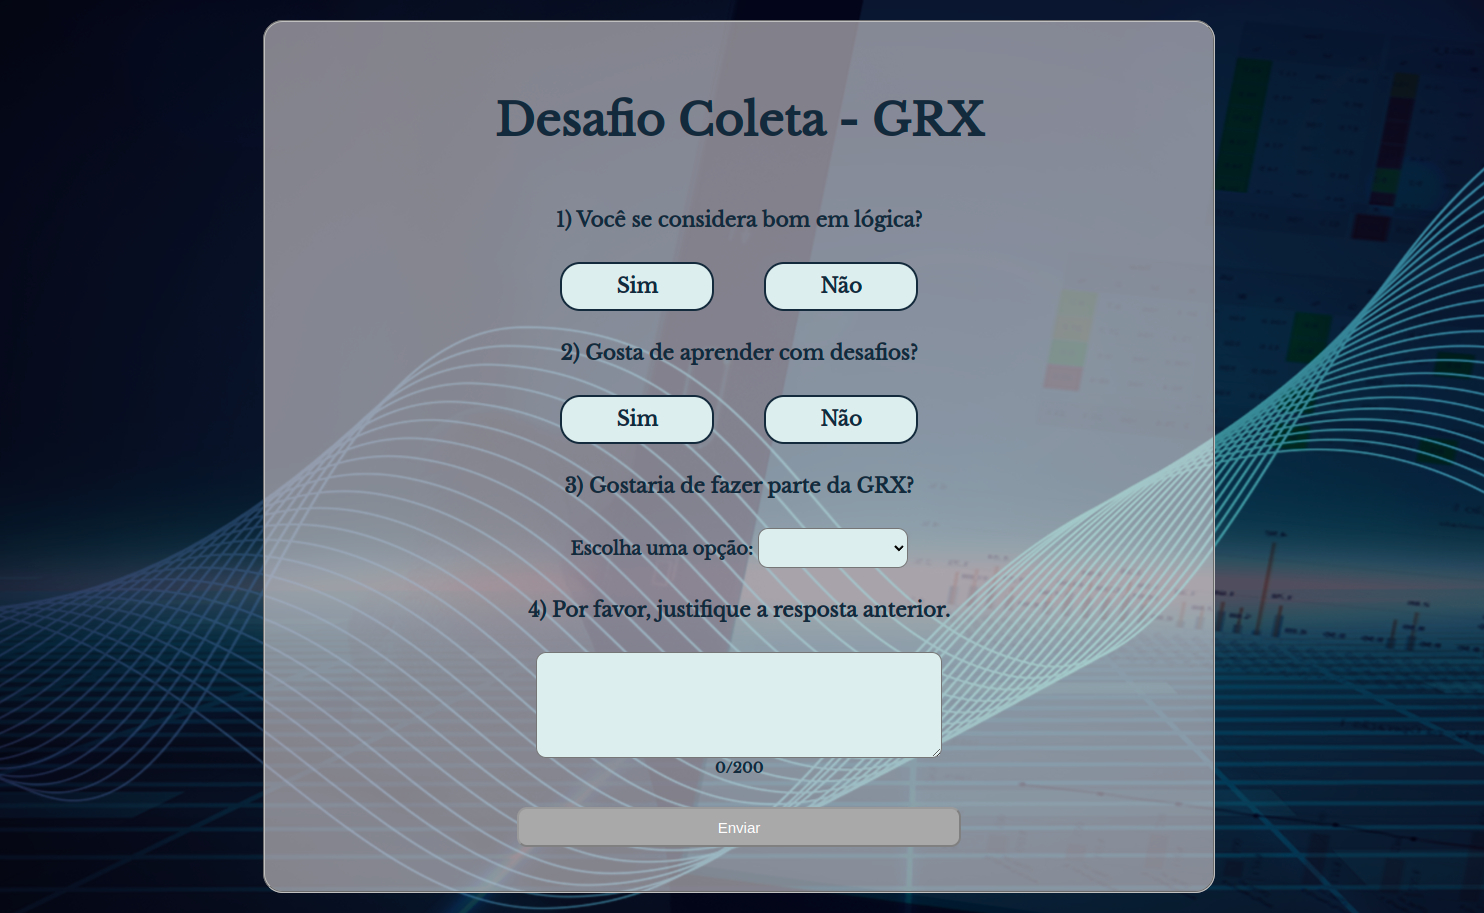 Desafio Coleta - GRX
1) Você se considera bom em lógica?
Sim Não
2) Gosta de aprender com desafios?
Sim Não
3) Gostaria de fazer parte da GRX?
Escolha uma opção:
4) Por favor, justifique a resposta anterior.
0/200
Enviar